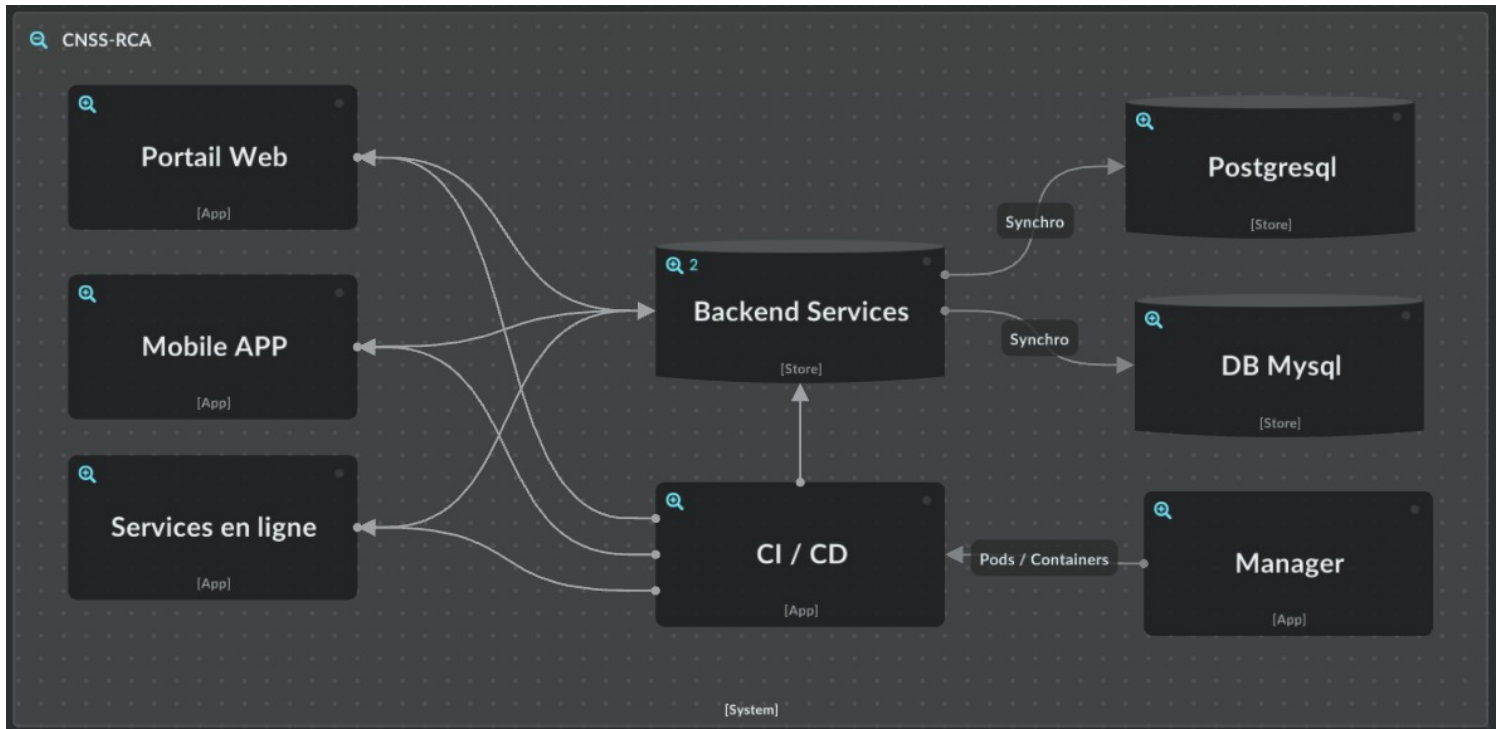 CNSS-RCA
Portail Web
[App]
Mobile APP
[App]
Services en ligne
[App]
2
Backend Services
[Store]
CI / CD
[App]
Synchro
Synchro
Pods / Containers
Postgresql
[Store]
DB Mysql
[Store]
Manager
[App]
[System]